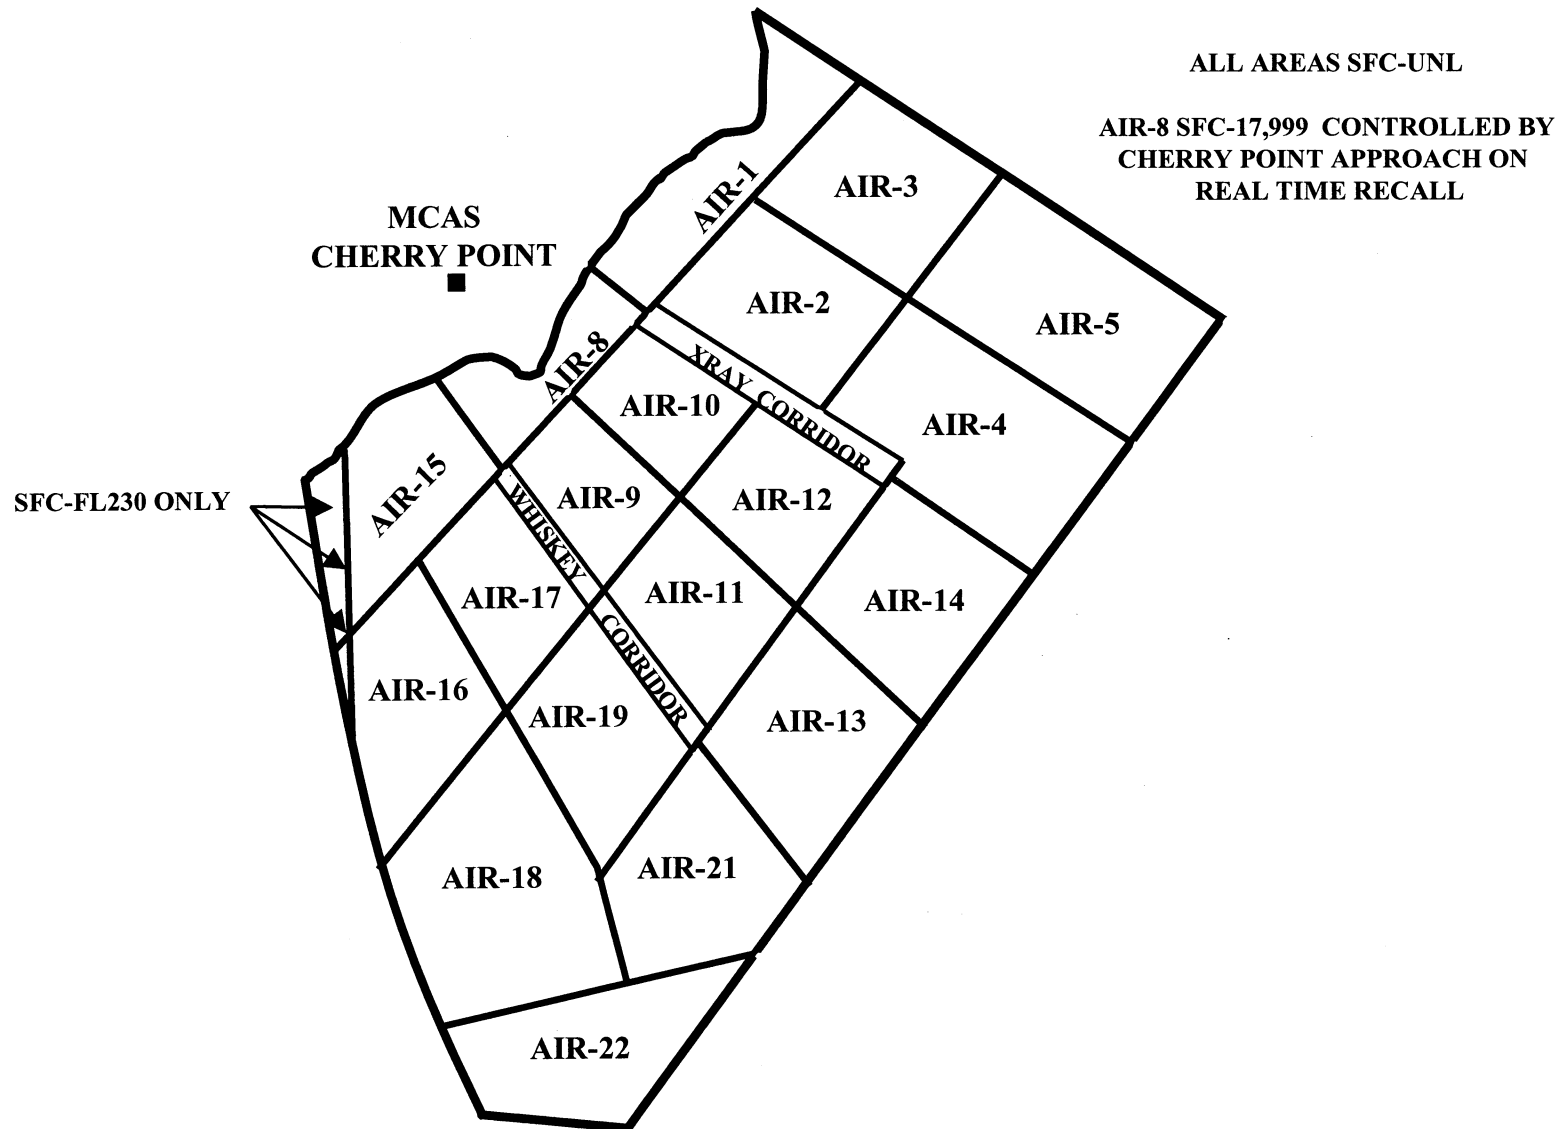 ALL AREAS SFC-UNL
AIR-8 SFC-17,999 CONTROLLED BY
CHERRY POINT APPROACH ON
REAL TIME RECALL
MCAS
CHERRY POINT
AIR-1
AIR-3
AIR-2
AIR-5
AIR-8
XRAY CORRIDOR
AIR-10
AIR-4
AIR-15
SFC-FL230 ONLY
WHISKEY CORRIDOR
AIR-9
AIR-12
AIR-17
AIR-11
AIR-14
AIR-16
AIR-19
AIR-13
AIR-18
AIR-21
AIR-22